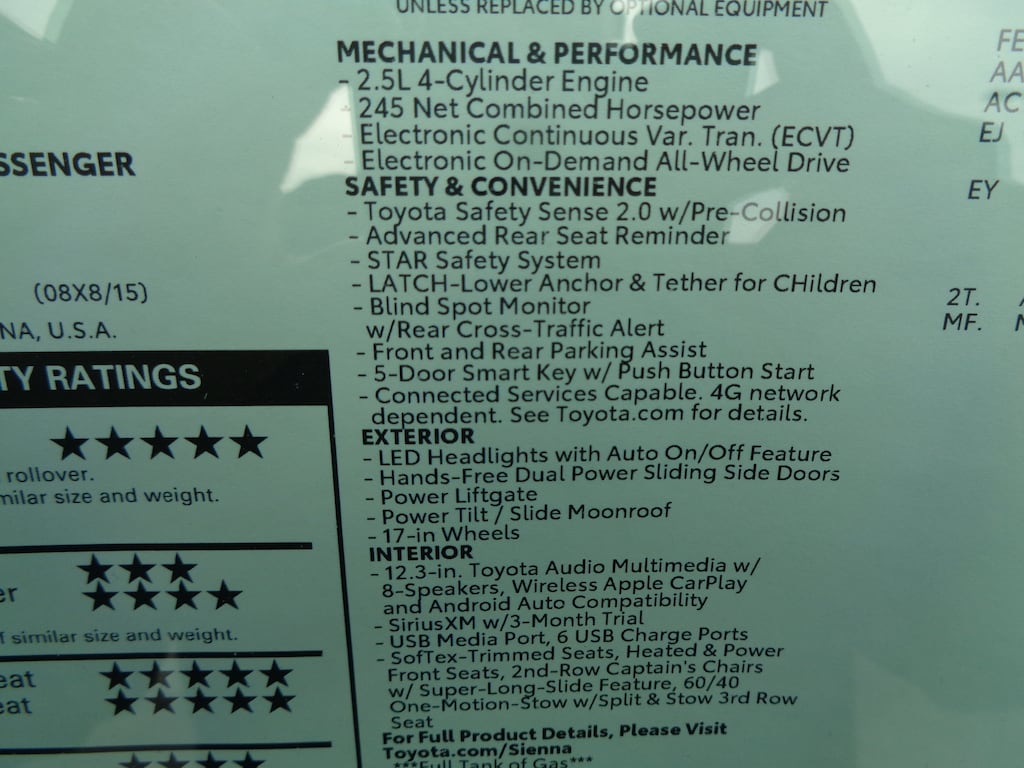 UNLESS REPLACED BY OPTIONAL EQUIPMENT
MECHANICAL & PERFORMANCE
- 2.5L 4-Cylinder Engine
- 245 Net Combined Horsepower
- Electronic Continuous Var. Tran. (ECVT)
- Electronic On-Demand All-Wheel Drive
SAFETY & CONVENIENCE
- Toyota Safety Sense 2.0 w/Pre-Collision
- Advanced Rear Seat Reminder
- STAR Safety System
- LATCH-Lower Anchor & Tether for CHildren
- Blind Spot Monitor
w/Rear Cross-Traffic Alert
- Front and Rear Parking Assist
- 5-Door Smart Key w/ Push Button Start
- Connected Services Capable. 4G network
dependent. See Toyota.com for details.
EXTERIOR
- LED Headlights with Auto On/Off Feature
- Hands-Free Dual Power Sliding Side Doors
- Power Liftgate
- Power Tilt / Slide Moonroof
- 17-in Wheels
INTERIOR
- 12.3-in. Toyota Audio Multimedia w/
8-Speakers, Wireless Apple CarPlay
and Android Auto Compatibility
- SiriusXM w/3-Month Trial
- USB Media Port, 6 USB Charge Ports
- SofTex-Trimmed Seats, Heated & Power
Front Seats, 2nd-Row Captain's Chairs
w/ Super-Long-Slide Feature, 60/40
One-Motion-Stow w/Split & Stow 3rd Row
Seat
For Full Product Details, Please Visit
Toyota.com/Sienna
***Full Tank of Gas***
SSENGER
(08X8/15)
NA, U.S.A.
TY RATINGS
★★★★★
rollover.
milar size and weight.
★★★
er ★★★★
f similar size and weight.
eat ★★★★★
eat ★★★★★
★★★★
FE
AA
AC
EJ
EY
2T.
MF.